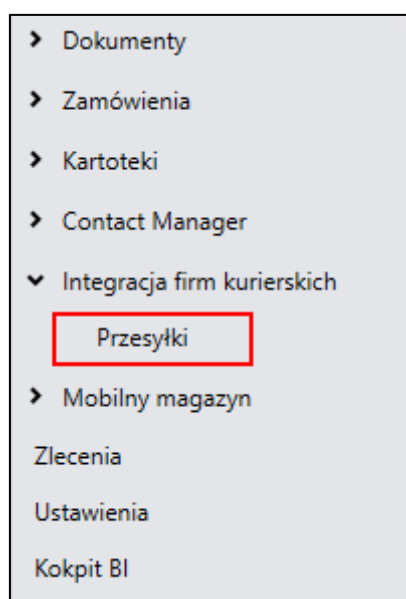 Dokumenty
Zamówienia
Kartoteki
Contact Manager
Integracja firm kurierskich
Przesyłki
Mobilny magazyn
Zlecenia
Ustawienia
Kokpit BI